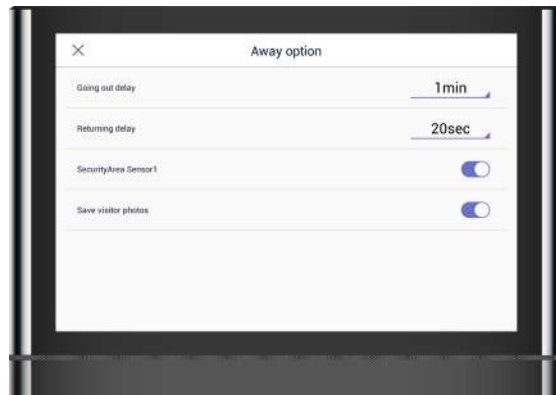 Away option
Going out delay
1min
Returning delay
20sec
SecurityArea Sensor1
Save visitor photos